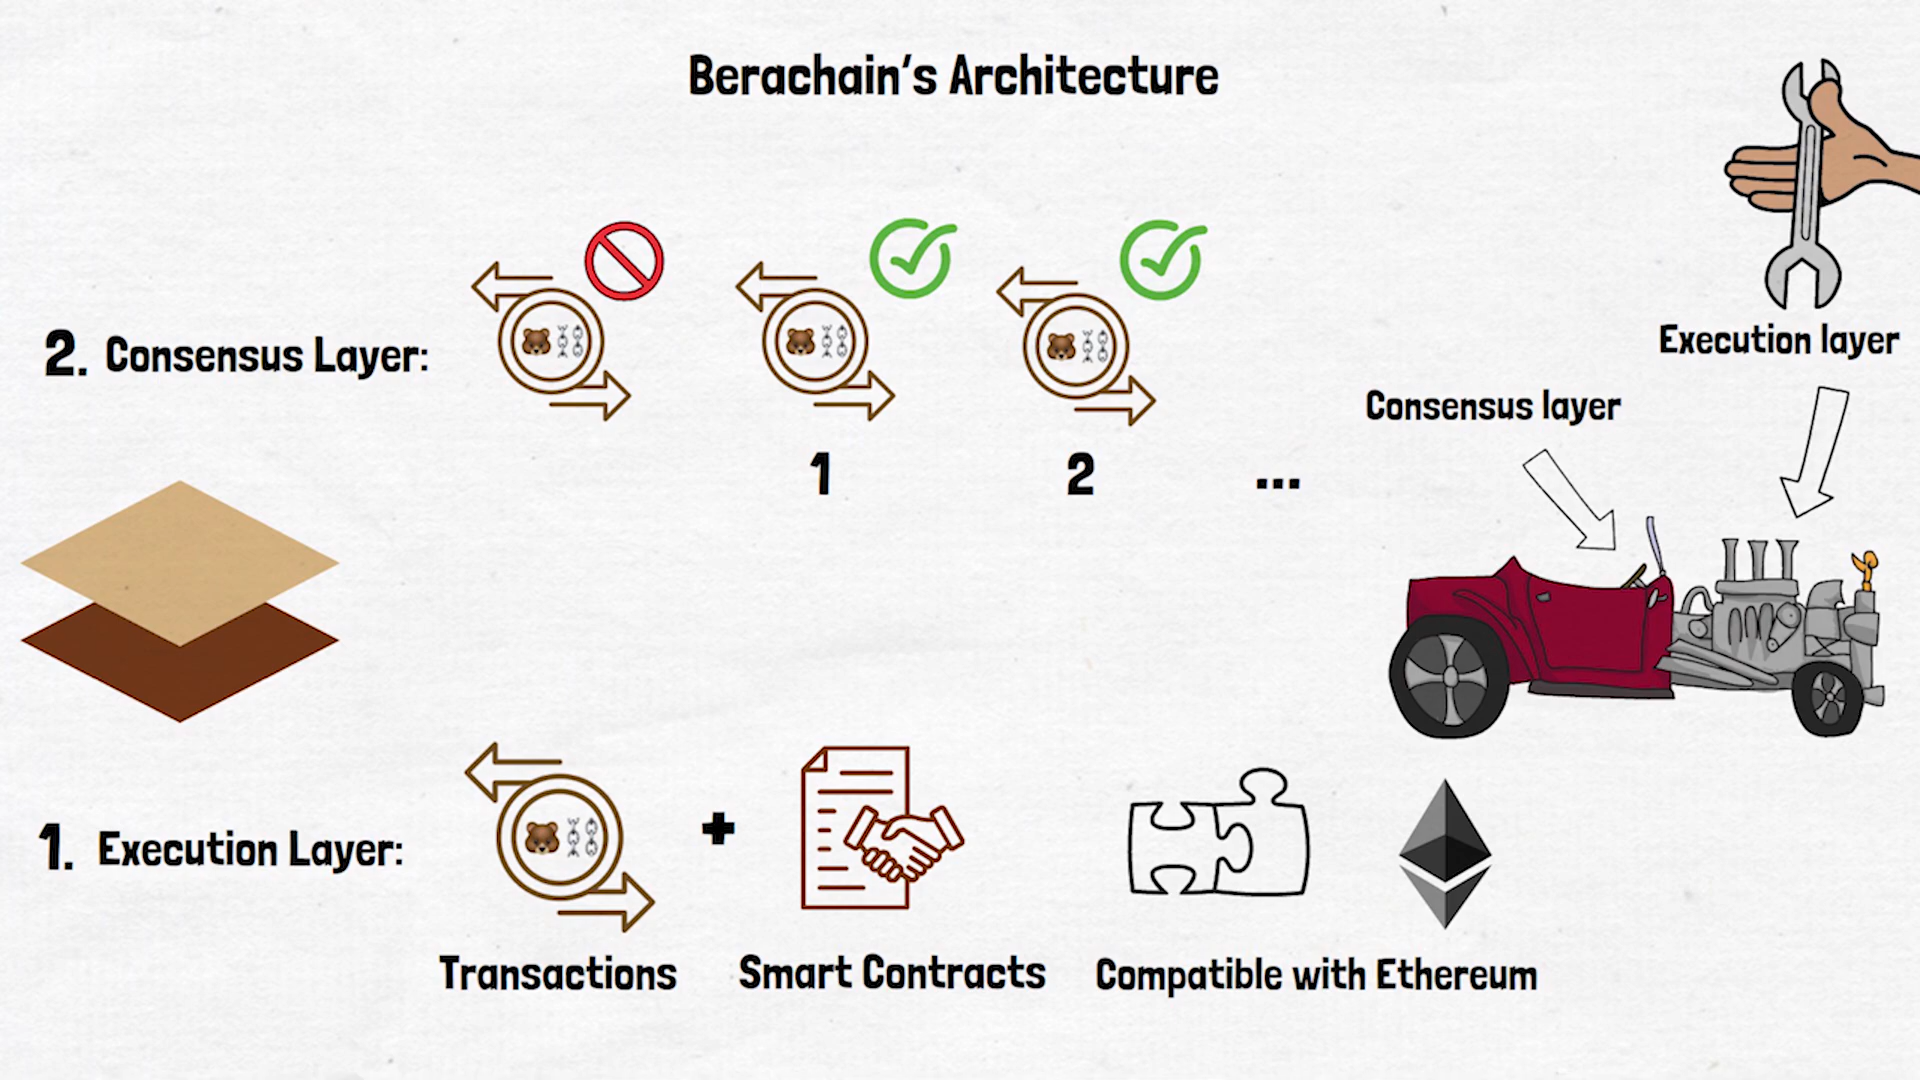 Berachain's Architecture
Execution layer
2. Consensus Layer:
Consensus layer
1
2
...
1. Execution Layer:
+
Transactions
Smart Contracts
Compatible with Ethereum